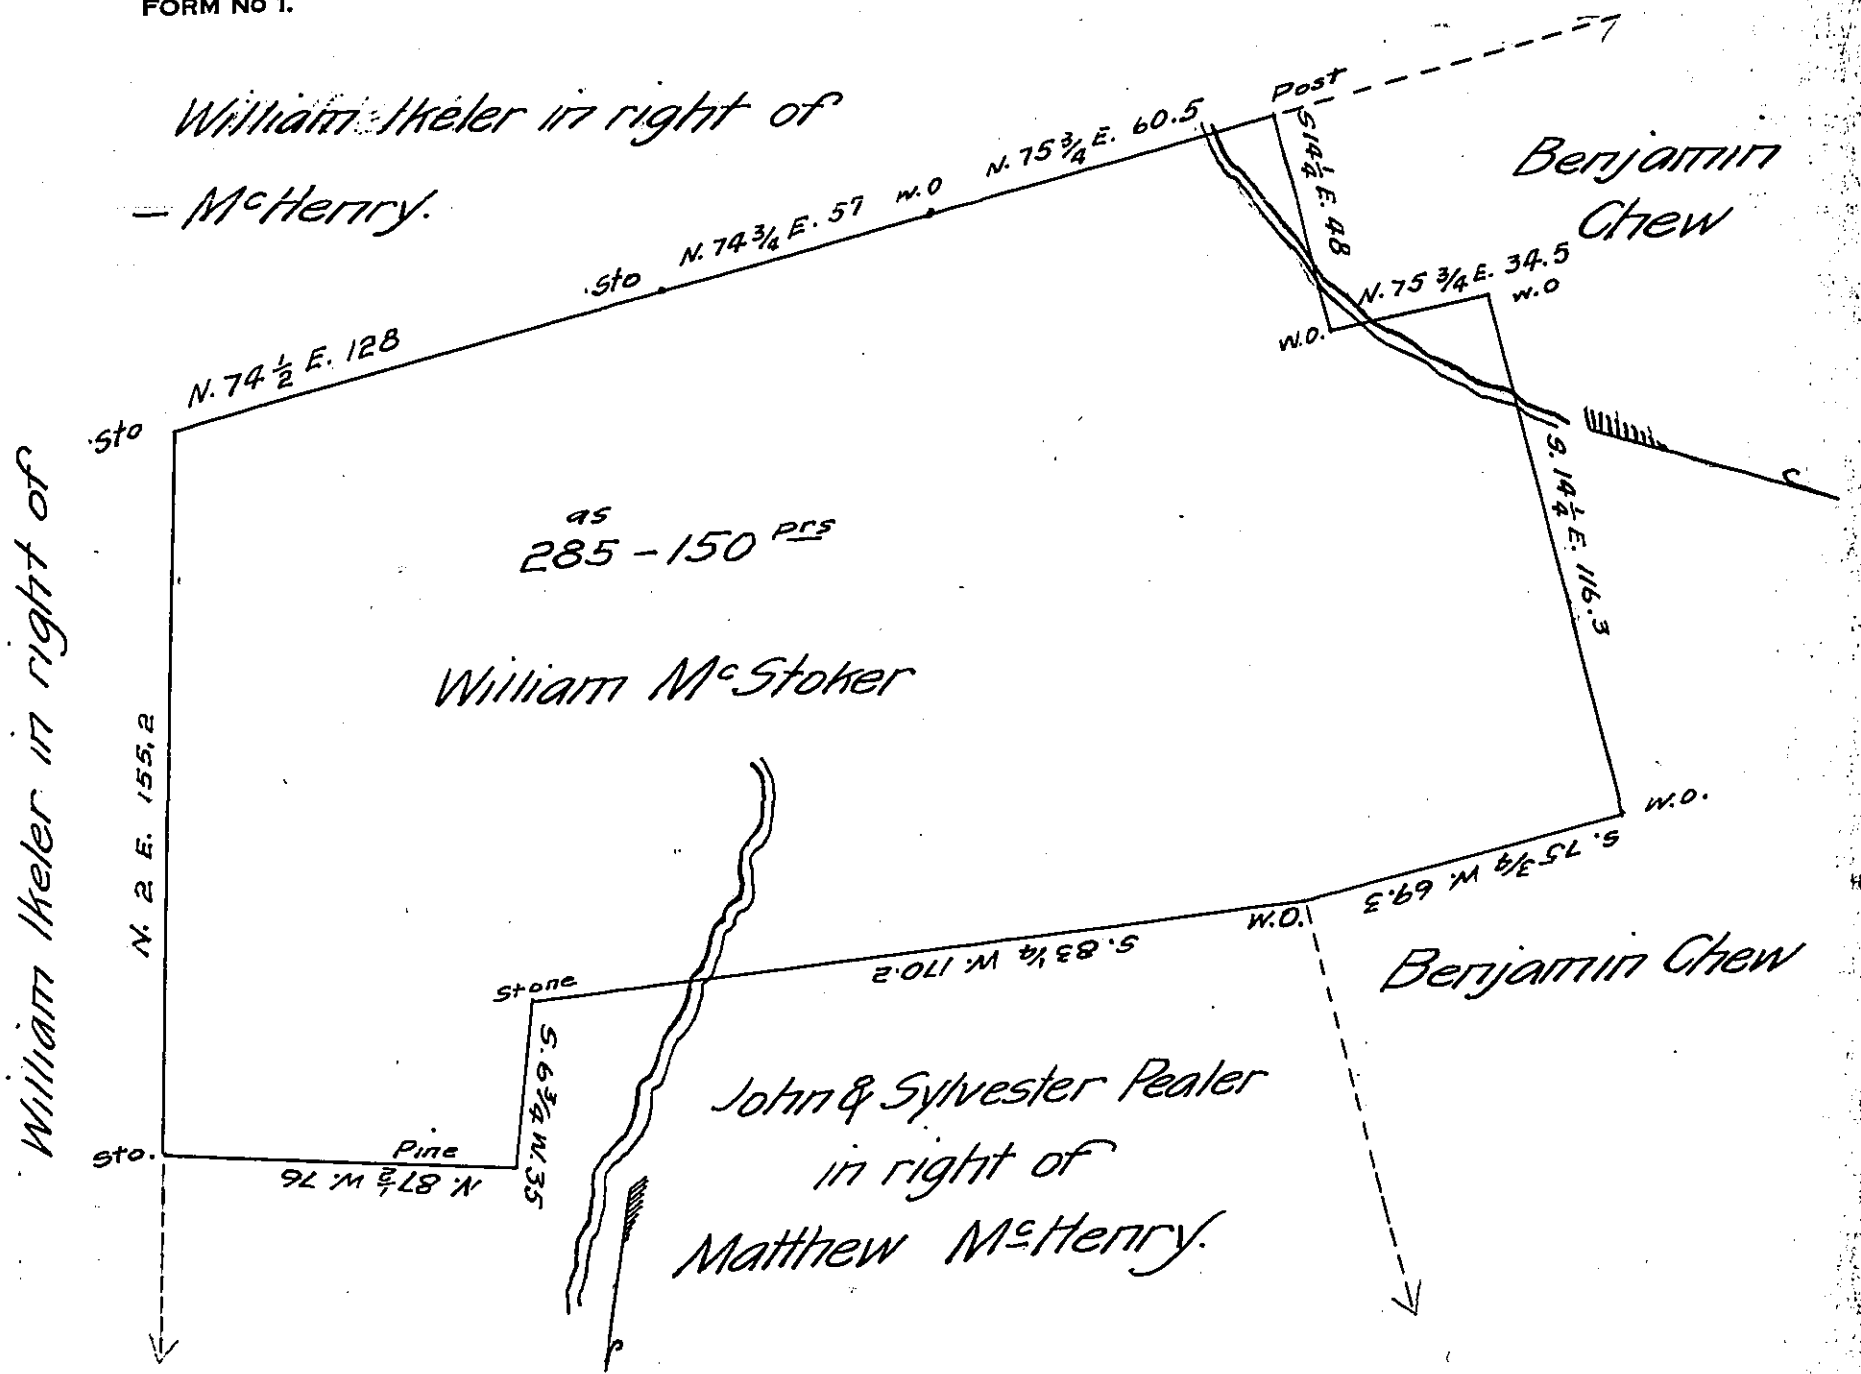 FORM NO 1.
William Ikeler in right of
— McHenry.
Post
N. 75 3/4 E. 60.5
S 14 1/4 E. 48
Benjamin
Chew
w.o
N. 74 3/4 E. 57
Sto
N. 75 3/4 E. 34.5
w.o
w.o.
N. 74 1/2 E. 128
Sto
S. 14 1/4 E. 116.3
as
285 – 150 prs
William McStoker
William Ikeler in right of
N. 2 E. 155.2
w.o.
S. 75 3/4 W. 69.3
w.o.
S. 83 1/4 W. 170.2
Benjamin Chew
Stone
S. 6 3/4 W. 35
John & Sylvester Pealer
in right of
Matthew McHenry.
Pine
Sto.
N. 87 1/2 W. 76